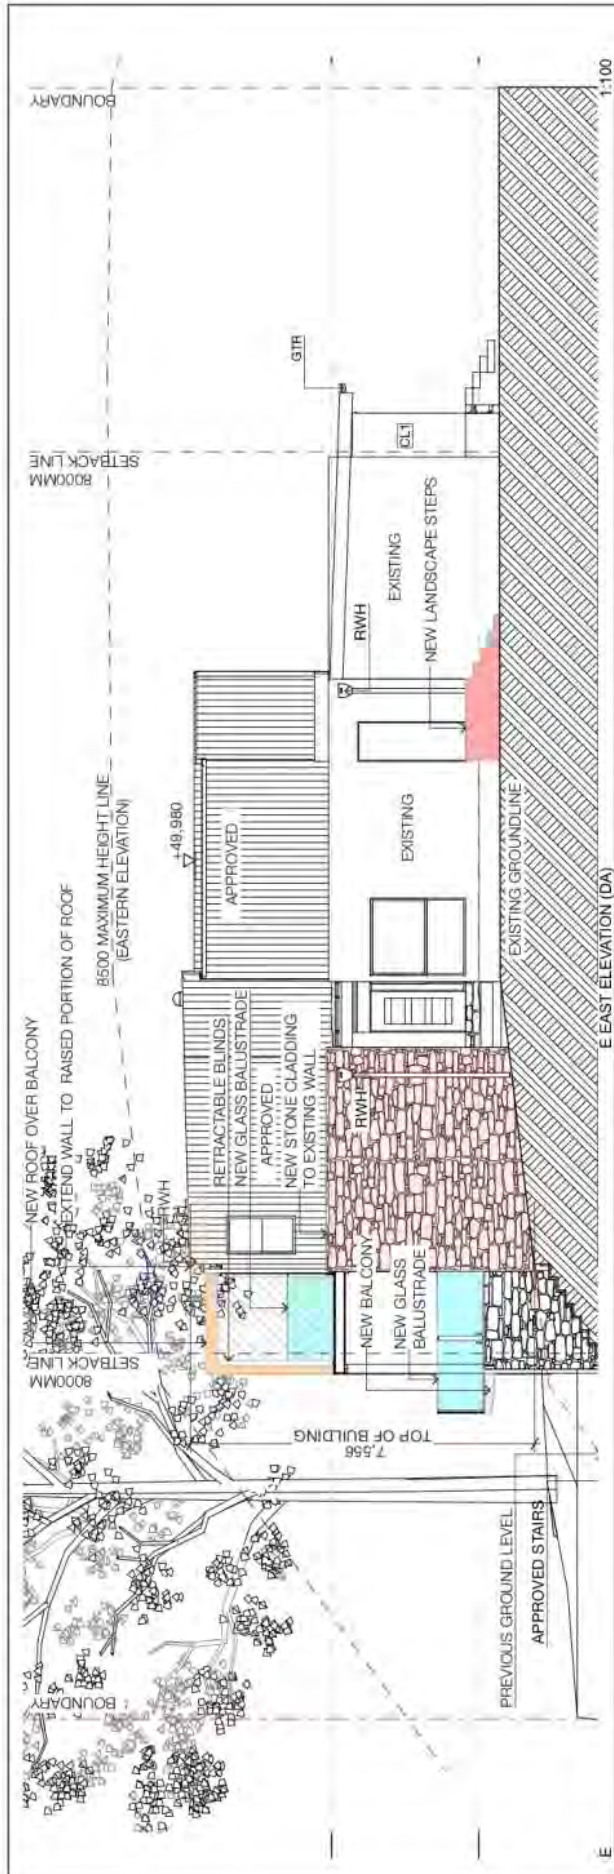 BOUNDARY
8000MM
SETBACK LINE
NEW ROOF OVER BALCONY
EXTEND WALL TO RAISED PORTION OF ROOF
8500 MAXIMUM HEIGHT LINE
(EASTERN ELEVATION)
8000MM
SETBACK LINE
BOUNDARY
RWH
+49,980
RETRACTABLE BLINDS
NEW GLASS BALUSTRADE
APPROVED
NEW STONE CLADDING
TO EXISTING WALL
APPROVED
GTR
7,556
TOP OF BUILDING
NEW BALCONY
NEW GLASS
BALUSTRADE
RWH
EXISTING
RWH
EXISTING
CL1
NEW LANDSCAPE STEPS
PREVIOUS GROUND LEVEL
APPROVED STAIRS
EXISTING GROUNDLINE
E
E EAST ELEVATION (DA)
1:100